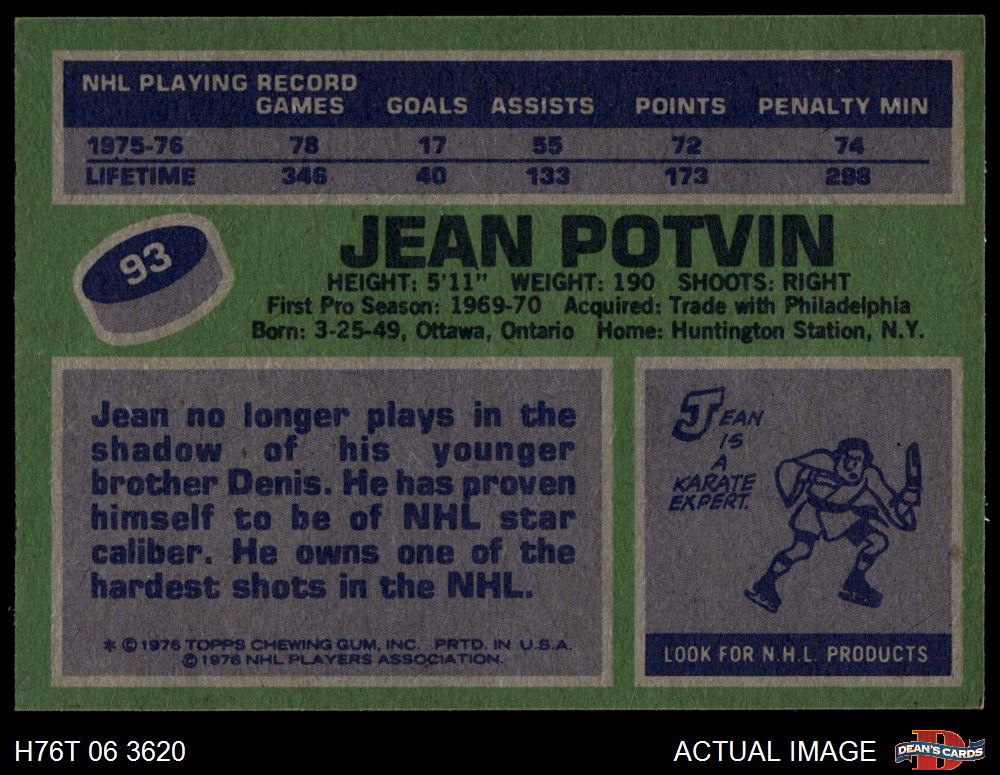 NHL PLAYING RECORD
GAMES GOALS ASSISTS POINTS PENALTY MIN
1975-76 78 17 55 72 74
LIFETIME 346 40 133 173 288
93
JEAN POTVIN
HEIGHT: 5'11" WEIGHT: 190 SHOOTS: RIGHT
First Pro Season: 1969-70 Acquired: Trade with Philadelphia
Born: 3-25-49, Ottawa, Ontario Home: Huntington Station, N.Y.
Jean no longer plays in the
shadow of his younger
brother Denis. He has proven
himself to be of NHL star
caliber. He owns one of the
hardest shots in the NHL.
* © 1976 TOPPS CHEWING GUM, INC. PRTD. IN U.S.A.
© 1976 NHL PLAYERS ASSOCIATION.
JEAN
IS
A
KARATE
EXPERT.
LOOK FOR N.H.L. PRODUCTS
H76T 06 3620
ACTUAL IMAGE
D
DEAN'S CARDS